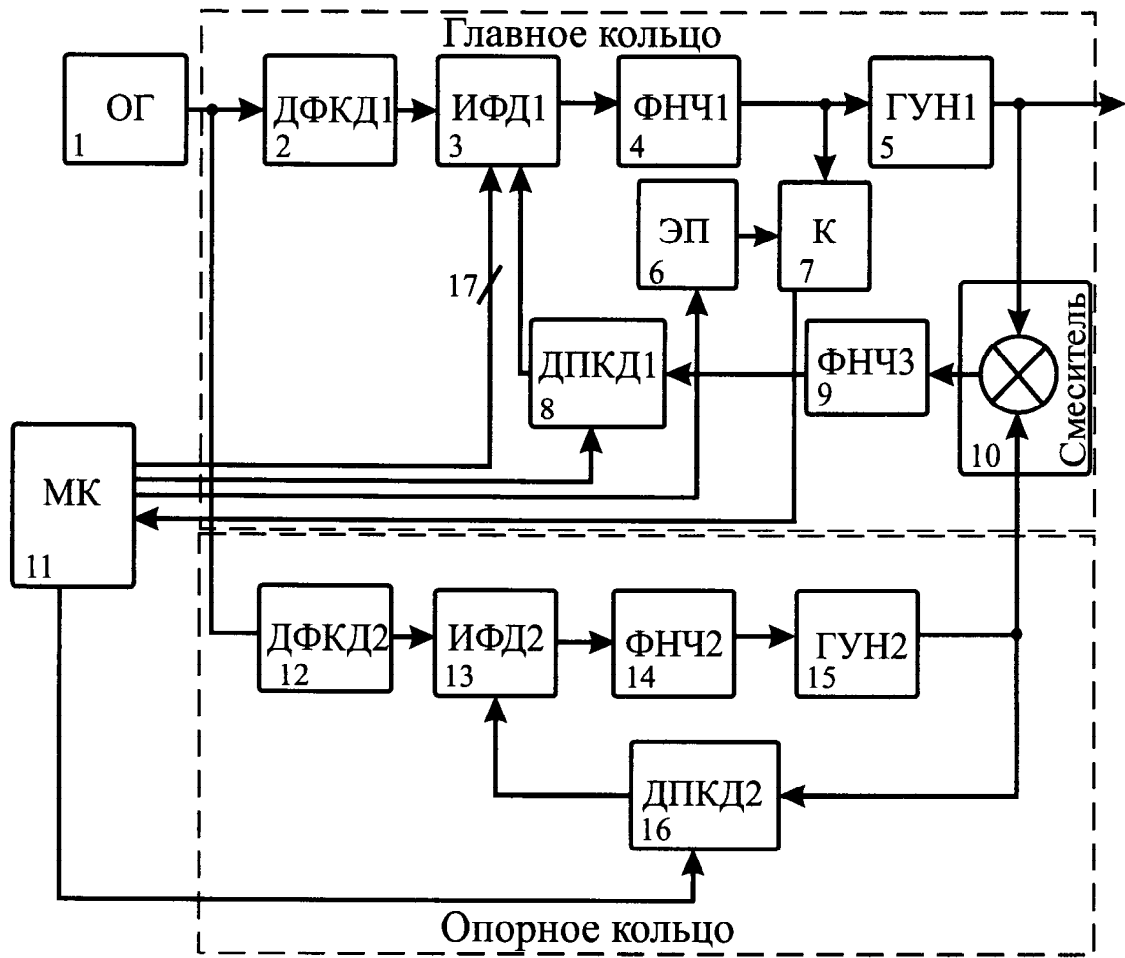 Главное кольцо
ОГ
1
ДФКД1
2
ИФД1
3
ФНЧ1
4
ГУН1
5
ЭП
6
К
7
17
ДПКД1
8
ФНЧ3
9
Смеситель
10
МК
11
ДФКД2
12
ИФД2
13
ФНЧ2
14
ГУН2
15
ДПКД2
16
Опорное кольцо